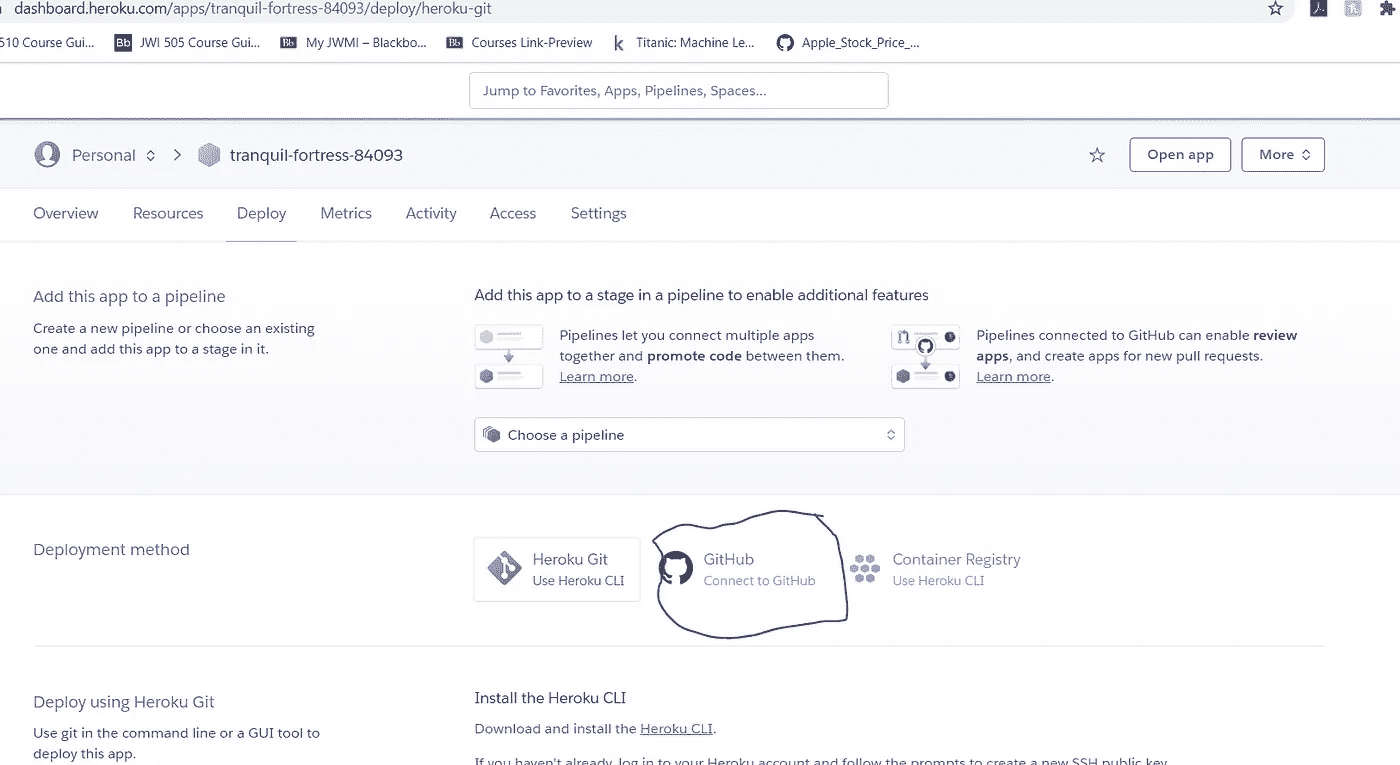 dashboard.heroku.com/apps/tranquil-fortress-84093/deploy/heroku-git
510 Course Gui... Bb JWI 505 Course Gui... Bb My JWMI – Blackbo... Bb Courses Link-Preview k Titanic: Machine Le... Apple_Stock_Price_...
Jump to Favorites, Apps, Pipelines, Spaces...
Personal tranquil-fortress-84093 Open app More
Overview Resources Deploy Metrics Activity Access Settings
Add this app to a pipeline
Create a new pipeline or choose an existing
one and add this app to a stage in it.
Add this app to a stage in a pipeline to enable additional features
Pipelines let you connect multiple apps
together and promote code between them.
Learn more.
Pipelines connected to GitHub can enable review
apps, and create apps for new pull requests.
Learn more.
Choose a pipeline
Deployment method
Heroku Git
Use Heroku CLI
GitHub
Connect to GitHub
Container Registry
Use Heroku CLI
Deploy using Heroku Git
Use git in the command line or a GUI tool to
deploy this app.
Install the Heroku CLI
Download and install the Heroku CLI.
If you haven't already, log in to your Heroku account and follow the prompts to create a new SSH public key.